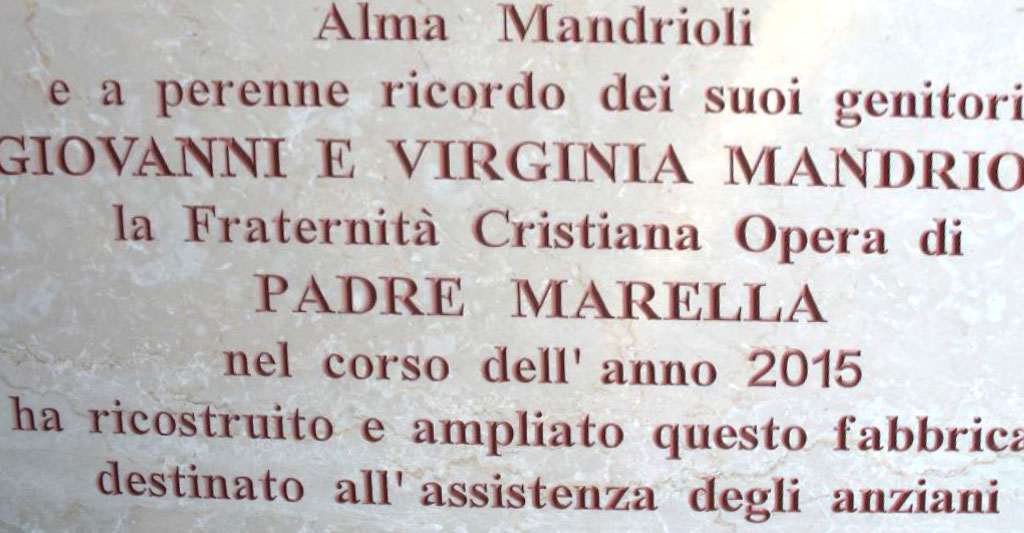 Alma Mandrioli
e a perenne ricordo dei suoi genitori
GIOVANNI E VIRGINIA MANDRIO
la Fraternità Cristiana Opera di
PADRE MARELLA
nel corso dell' anno 2015
ha ricostruito e ampliato questo fabbrica
destinato all' assistenza degli anziani